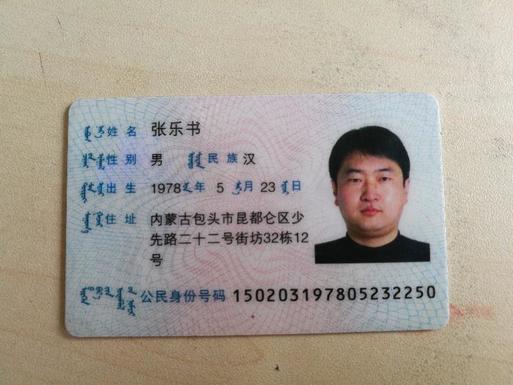 姓名 张乐书
性别 男 民族 汉
出生 1978 年 5 月 23 日
住址 内蒙古包头市昆都仑区少
先路二十二号街坊32栋12
号
公民身份号码 150203197805232250